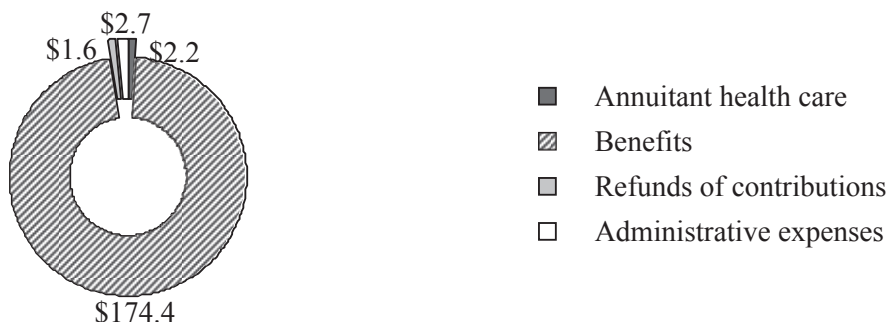 $2.7
$1.6
$2.2
$174.4
Annuitant health care
Benefits
Refunds of contributions
Administrative expenses